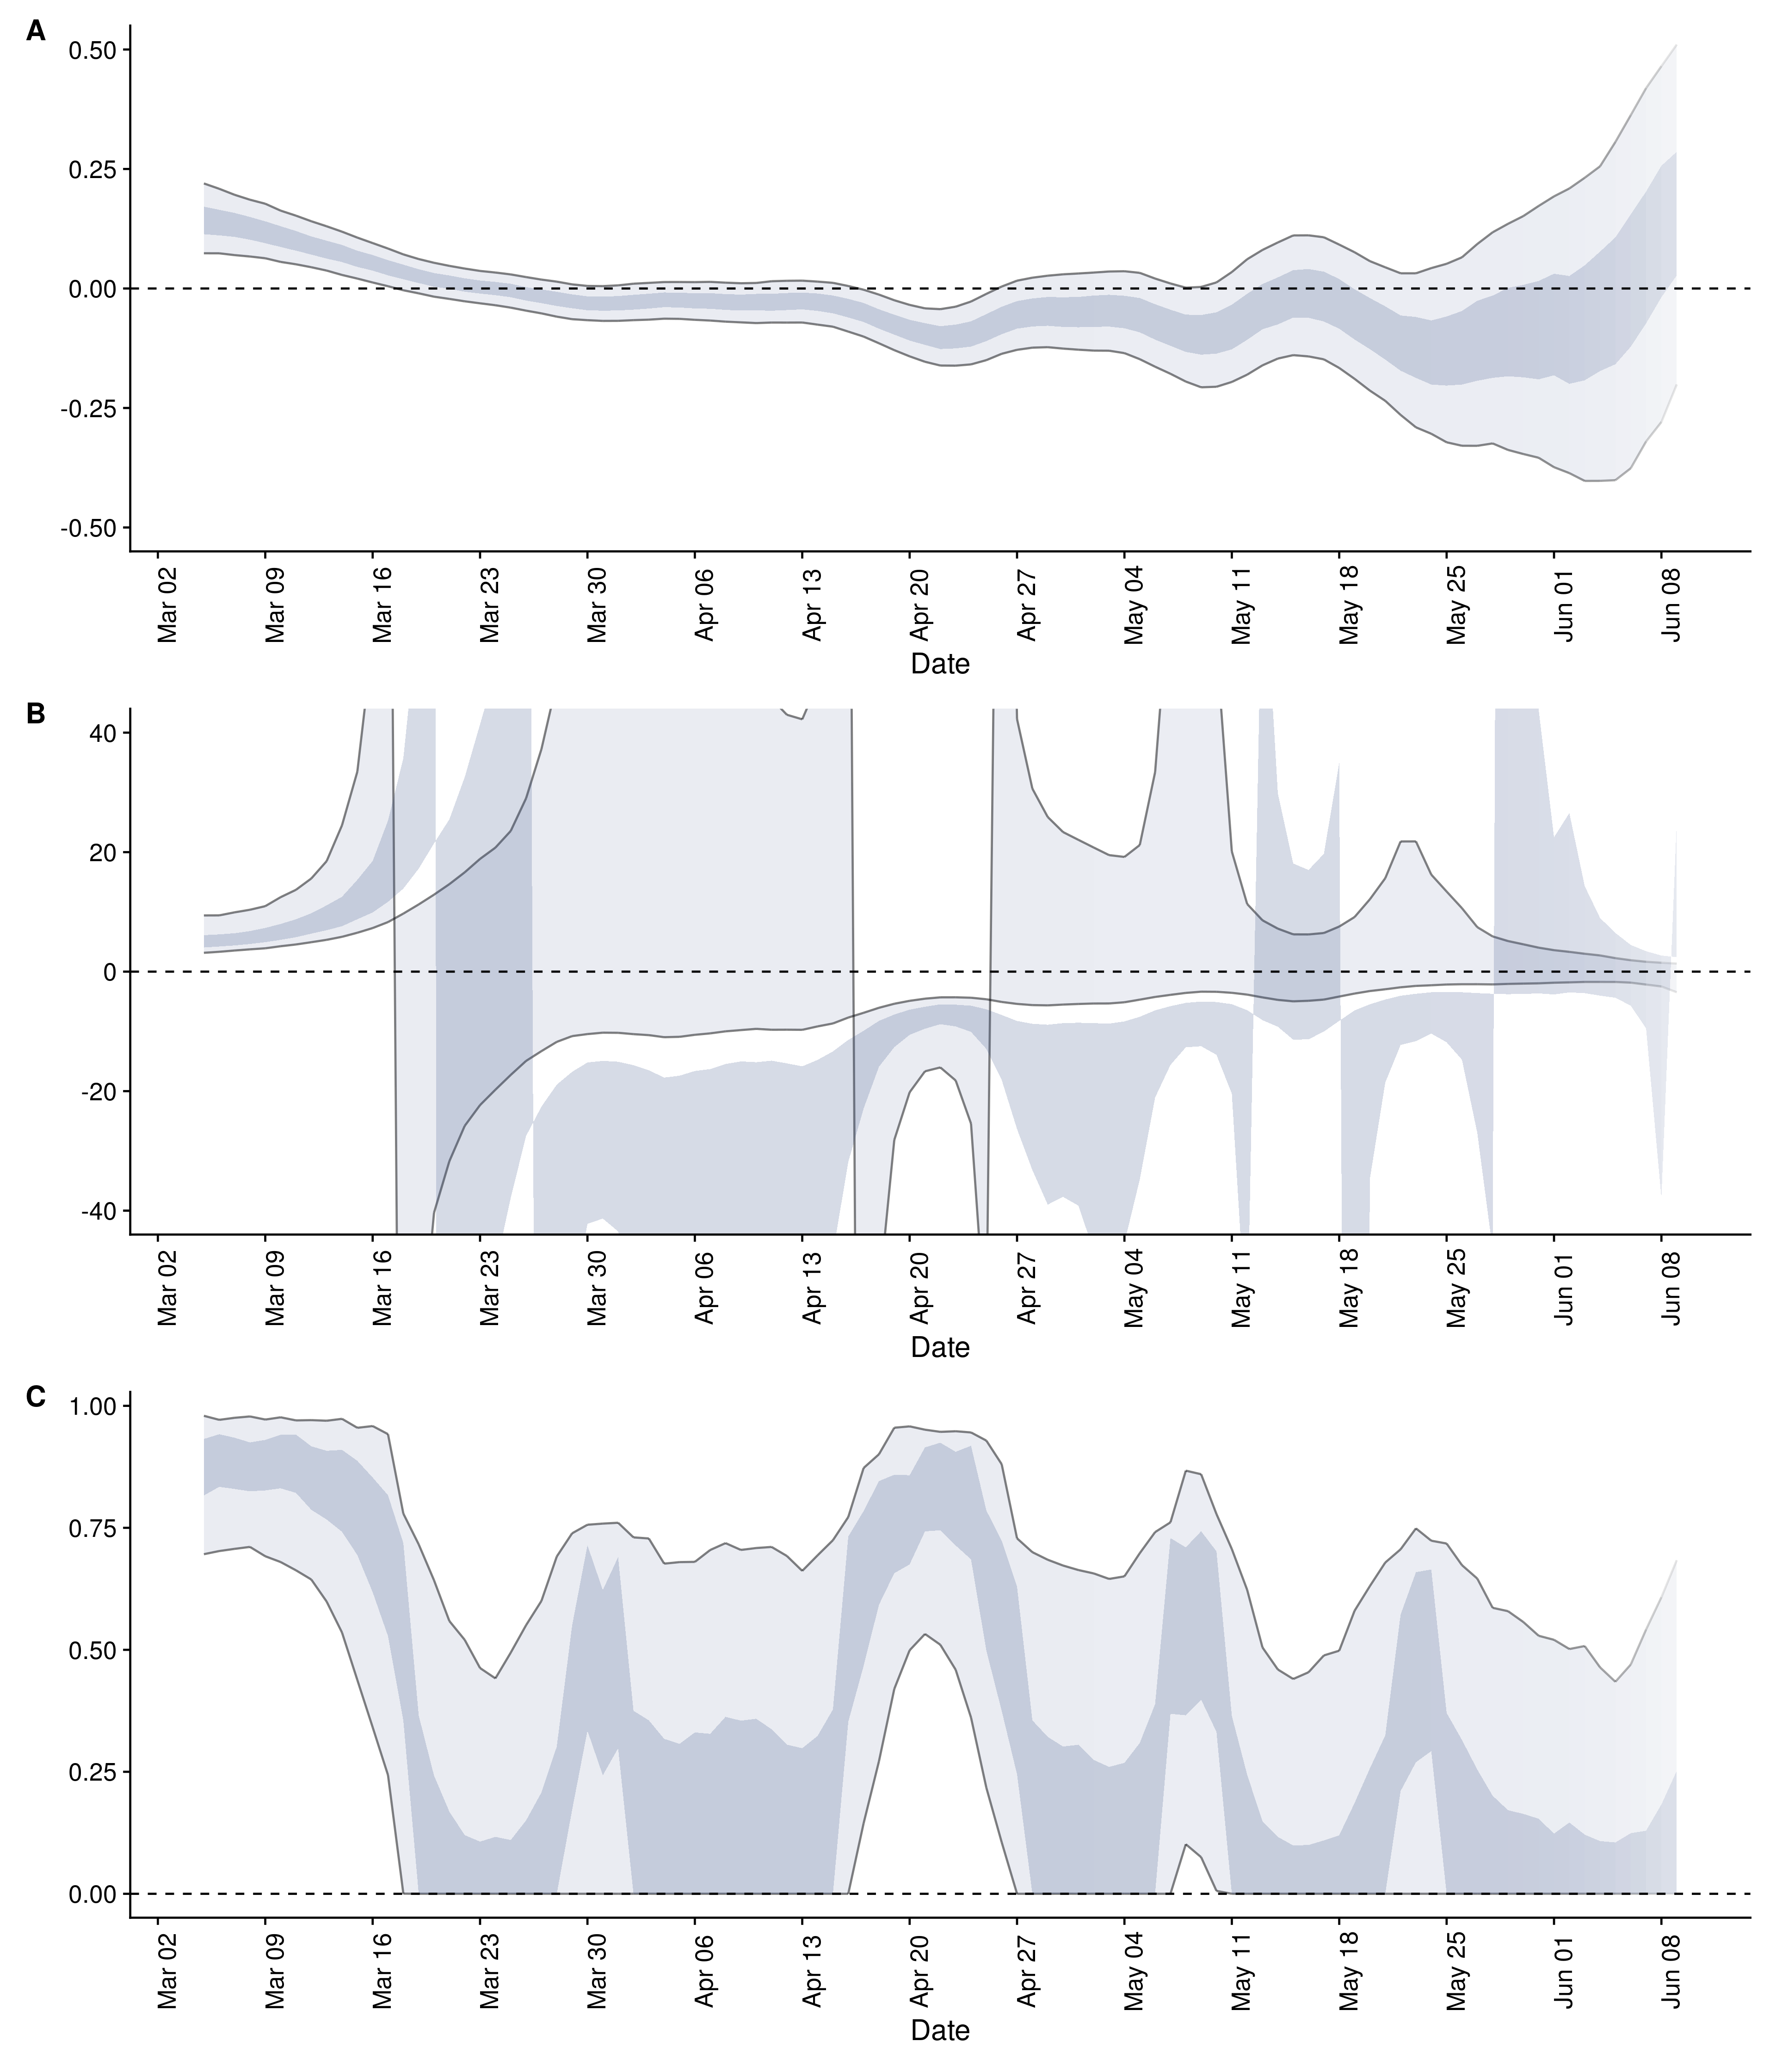 A
0.50
0.25
0.00
-0.25
-0.50
Mar 02
Mar 09
Mar 16
Mar 23
Mar 30
Apr 06
Apr 13
Apr 20
Apr 27
May 04
May 11
May 18
May 25
Jun 01
Jun 08
Date
B
40
20
0
-20
-40
Mar 02
Mar 09
Mar 16
Mar 23
Mar 30
Apr 06
Apr 13
Apr 20
Apr 27
May 04
May 11
May 18
May 25
Jun 01
Jun 08
Date
C
1.00
0.75
0.50
0.25
0.00
Mar 02
Mar 09
Mar 16
Mar 23
Mar 30
Apr 06
Apr 13
Apr 20
Apr 27
May 04
May 11
May 18
May 25
Jun 01
Jun 08
Date